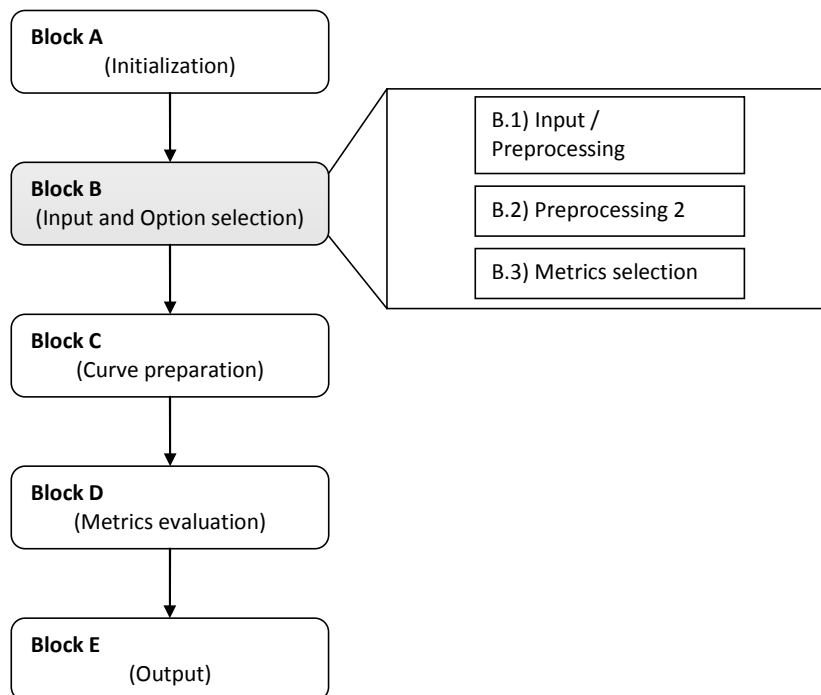 Block A
(Initialization)
Block B
(Input and Option selection)
B.1) Input /
Preprocessing
B.2) Preprocessing 2
B.3) Metrics selection
Block C
(Curve preparation)
Block D
(Metrics evaluation)
Block E
(Output)